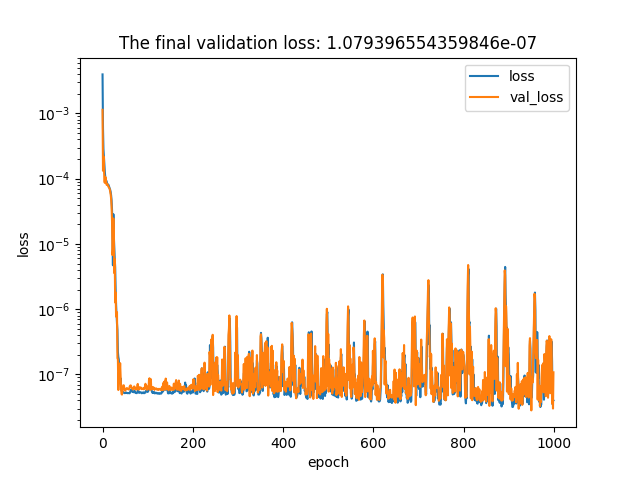 The final validation loss: 1.079396554359846e-07
loss
val_loss
10⁻³
10⁻⁴
10⁻⁵
10⁻⁶
10⁻⁷
loss
0 200 400 600 800 1000
epoch